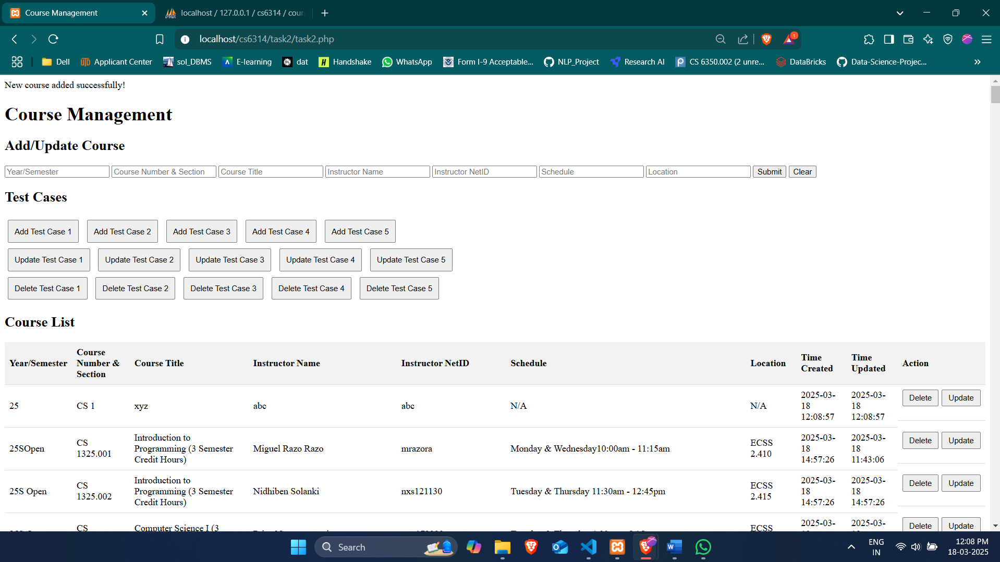 Course Management
localhost / 127.0.0.1 / cs6314 / cour
localhost/cs6314/task2/task2.php
1
Dell
Applicant Center
sol_DBMS
E-learning
dat
Handshake
WhatsApp
Form I-9 Acceptable...
NLP_Project
Research AI
CS 6350.002 (2 unre...
DataBricks
Data-Science-Projec...
New course added successfully!
Course Management
Add/Update Course
Year/Semester
Course Number & Section
Course Title
Instructor Name
Instructor NetID
Schedule
Location
Submit
Clear
Test Cases
Add Test Case 1
Add Test Case 2
Add Test Case 3
Add Test Case 4
Add Test Case 5
Update Test Case 1
Update Test Case 2
Update Test Case 3
Update Test Case 4
Update Test Case 5
Delete Test Case 1
Delete Test Case 2
Delete Test Case 3
Delete Test Case 4
Delete Test Case 5
Course List
Year/Semester
Course
Number &
Section
Course Title
Instructor Name
Instructor NetID
Schedule
Location
Time
Created
Time
Updated
Action
25
CS 1
xyz
abc
abc
N/A
N/A
2025-03-
18
12:08:57
2025-03-
18
12:08:57
Delete
Update
25SOpen
CS
1325.001
Introduction to
Programming (3 Semester
Credit Hours)
Miguel Razo Razo
mrazora
Monday & Wednesday10:00am - 11:15am
ECSS
2.410
2025-03-
18
14:57:26
2025-03-
18
11:43:06
Delete
Update
25S Open
CS
1325.002
Introduction to
Programming (3 Semester
Credit Hours)
Nidhiben Solanki
nxs121130
Tuesday & Thursday 11:30am - 12:45pm
ECSS
2.415
2025-03-
18
14:57:26
2025-03-
18
14:57:26
Delete
Update
CS
Computer Science I (3
ECSS
2025-03-
2025-03-
Delete
Update
Search
ENG
IN
12:08 PM
18-03-2025